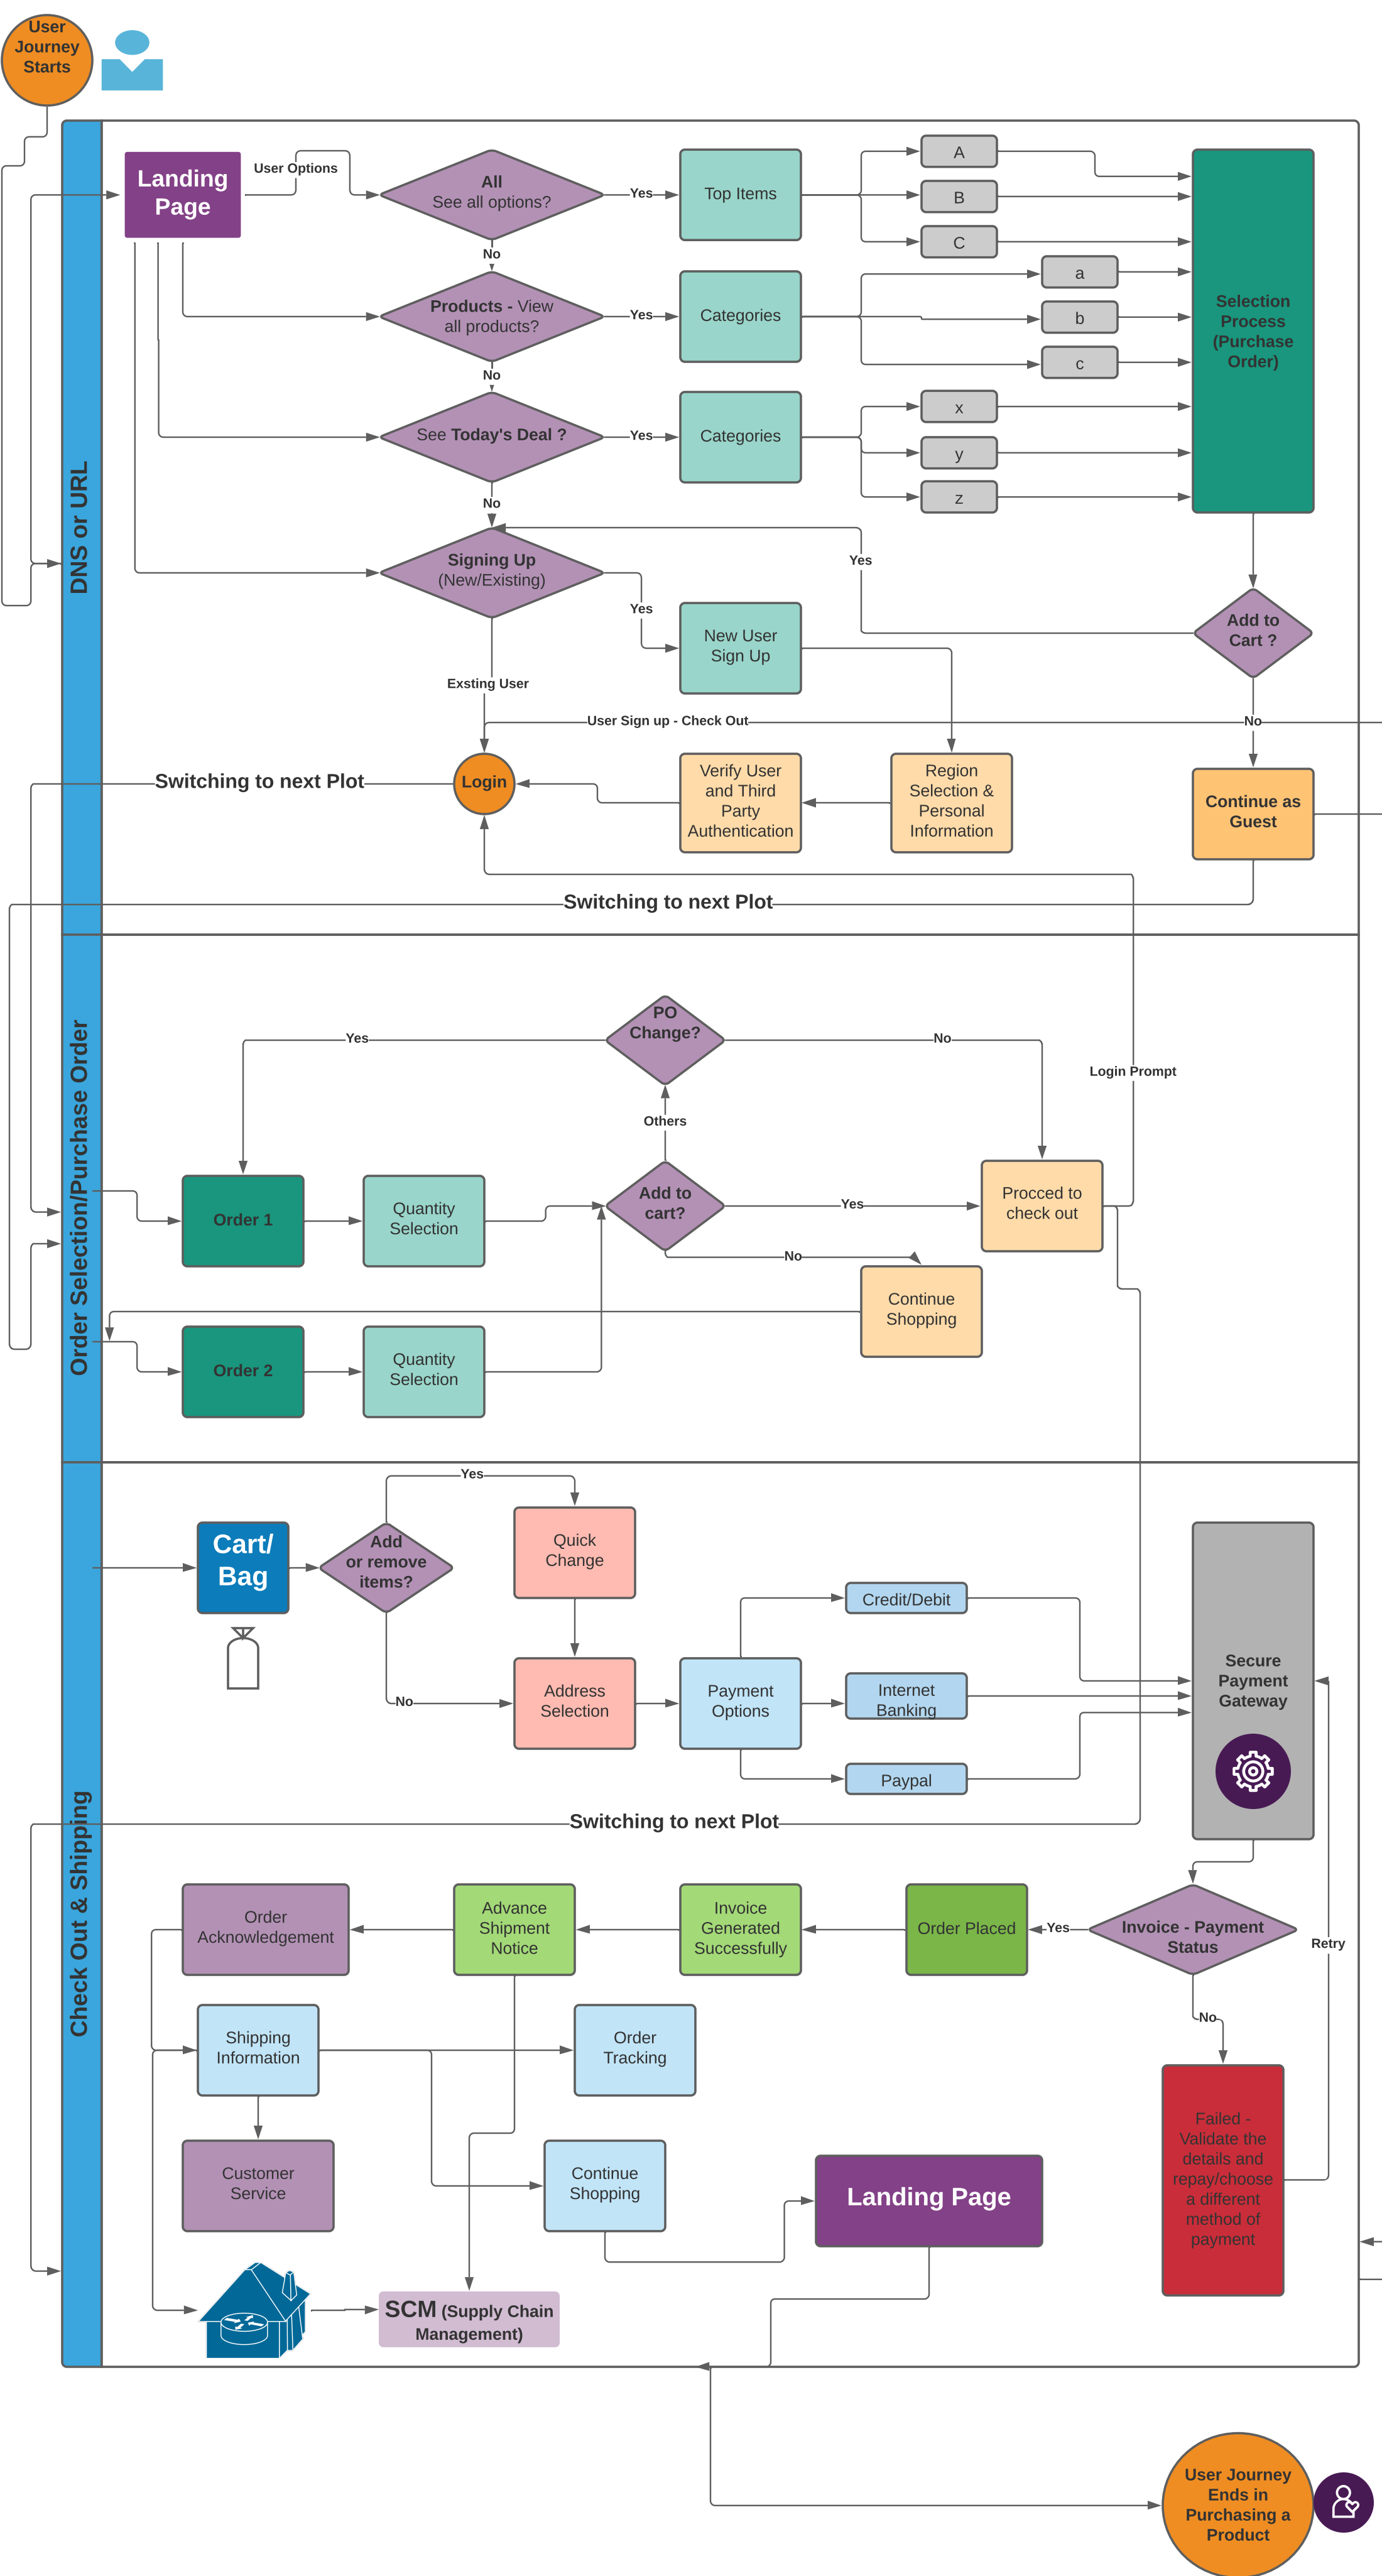 User
Journey
Starts
DNS or URL
Landing
Page
User Options
All
See all options?
Yes
Top Items
A
B
C
No
Products - View
all products?
Yes
Categories
a
b
c
Selection
Process
(Purchase
Order)
No
See Today's Deal ?
Yes
Categories
x
y
z
No
Signing Up
(New/Existing)
Yes
Yes
New User
Sign Up
Add to
Cart ?
Exsting User
User Sign up - Check Out
No
Switching to next Plot
Login
Verify User
and Third
Party
Authentication
Region
Selection &
Personal
Information
Continue as
Guest
Switching to next Plot
Order Selection/Purchase Order
PO
Change?
Yes
No
Login Prompt
Others
Order 1
Quantity
Selection
Add to
cart?
Yes
Procced to
check out
No
Continue
Shopping
Order 2
Quantity
Selection
Check Out & Shipping
Yes
Cart/
Bag
Add
or remove
items?
Quick
Change
No
Address
Selection
Payment
Options
Credit/Debit
Internet
Banking
Paypal
Secure
Payment
Gateway
Switching to next Plot
Order
Acknowledgement
Advance
Shipment
Notice
Invoice
Generated
Successfully
Order Placed
Yes
Invoice - Payment
Status
Retry
No
Shipping
Information
Order
Tracking
Failed -
Validate the
details and
repay/choose
a different
method of
payment
Customer
Service
Continue
Shopping
Landing Page
SCM (Supply Chain
Management)
User Journey
Ends in
Purchasing a
Product